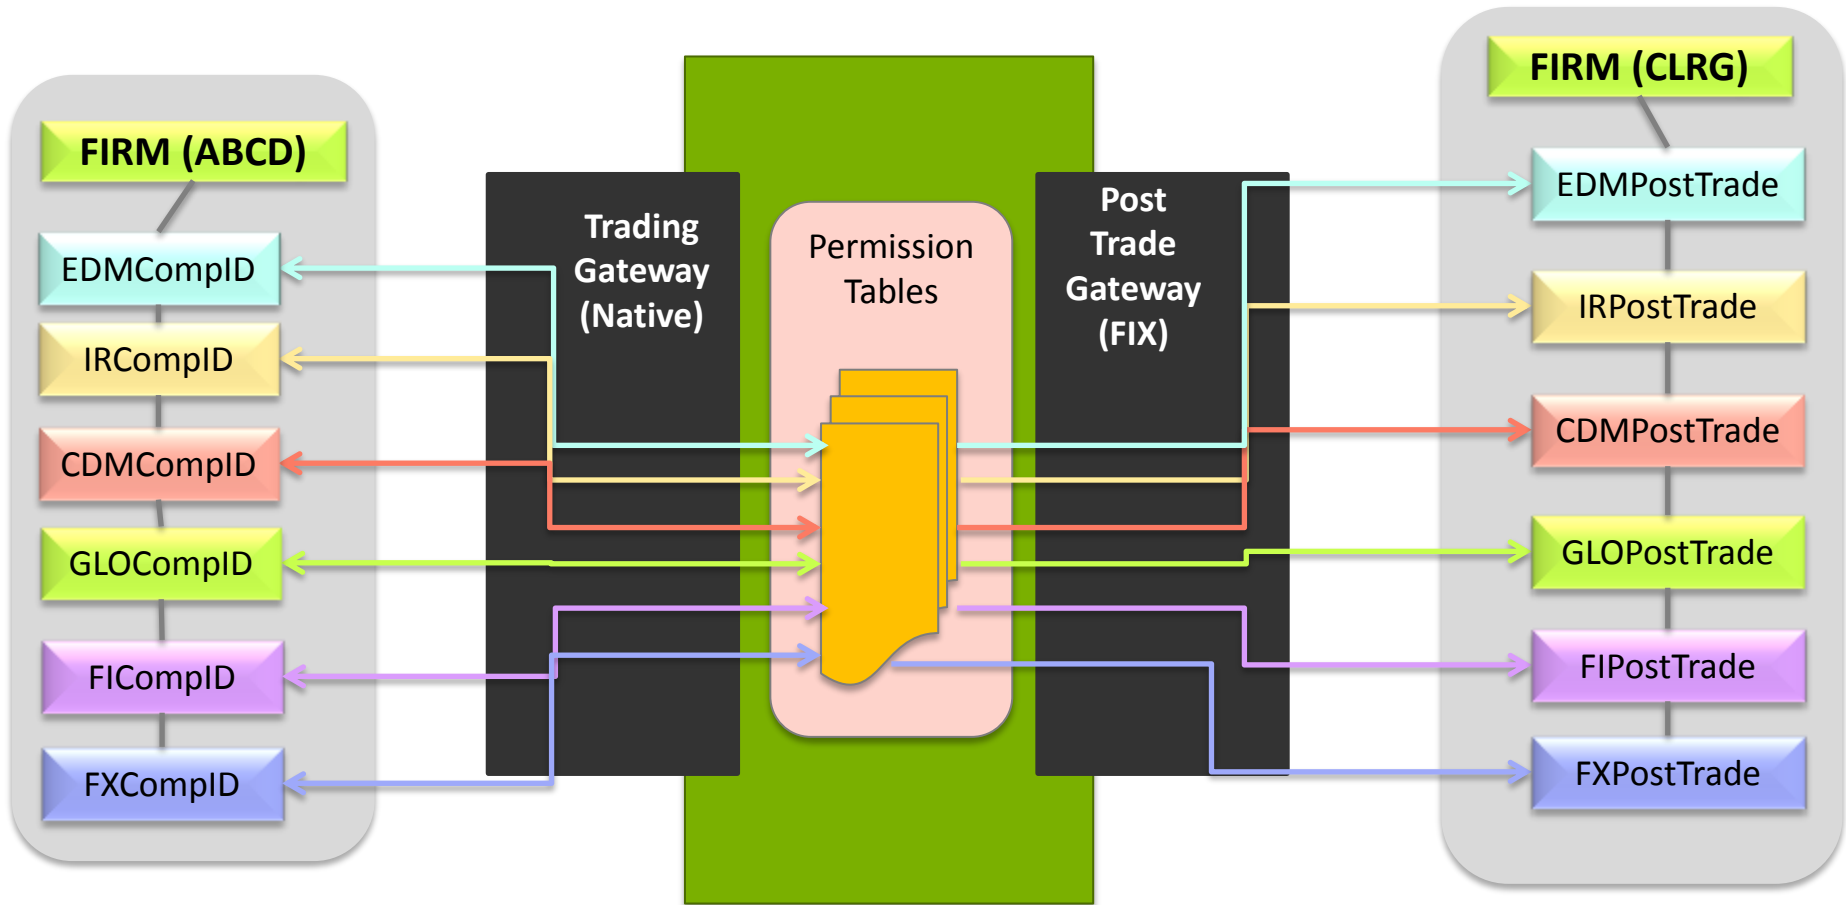 FIRM (ABCD)
EDMCompID
IRCompID
CDMCompID
GLOCompID
FICompID
FXCompID
Trading
Gateway
(Native)
Permission
Tables
Post
Trade
Gateway
(FIX)
FIRM (CLRG)
EDMPostTrade
IRPostTrade
CDMPostTrade
GLOPostTrade
FIPostTrade
FXPostTrade